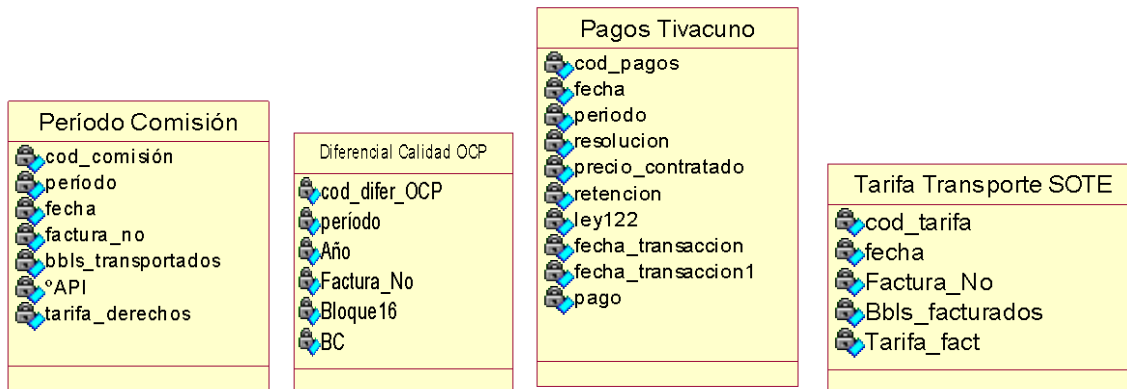 Período Comisión
cod_comisión
período
fecha
factura_no
bbls_transportados
ºAPI
tarifa_derechos
Diferencial Calidad OCP
cod_difer_OCP
período
Año
Factura_No
Bloque16
BC
Pagos Tivacuno
cod_pagos
fecha
periodo
resolucion
precio_contratado
retencion
ley122
fecha_transaccion
fecha_transaccion1
pago
Tarifa Transporte SOTE
cod_tarifa
fecha
Factura_No
Bbls_facturados
Tarifa_fact